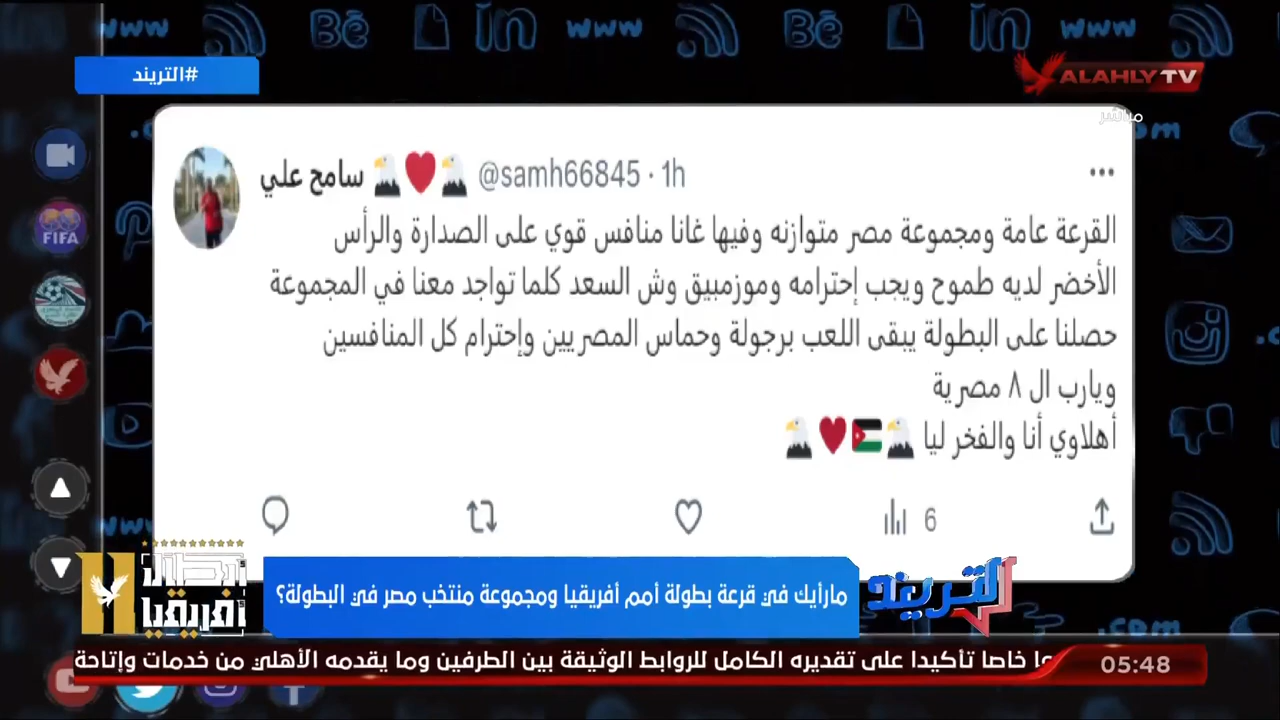 #التريند
ALAHLY TV
مباشر
سامح علي @samh66845 · 1h
القرعة عامة ومجموعة مصر متوازنه وفيها غانا منافس قوي على الصدارة والرأس
الأخضر لديه طموح ويجب إحترامه وموزمبيق وش السعد كلما تواجد معنا في المجموعة
حصلنا على البطولة يبقى اللعب برجولة وحماس المصريين وإحترام كل المنافسين
ويارب ال ٨ مصرية
أهلاوي أنا والفخر ليا
6
FIFA
أبطال
أفريقيا
مارأيك في قرعة بطولة أمم أفريقيا ومجموعة منتخب مصر في البطولة؟
التريند
خاصا تأكيدا على تقديره الكامل للروابط الوثيقة بين الطرفين وما يقدمه الأهلي من خدمات وإتاحة
05:48